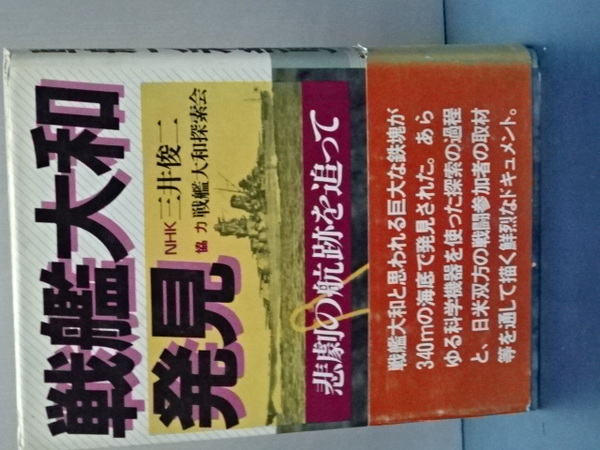 戦艦大和
発見
NHK 三井俊二
協力 戦艦大和探索会
悲劇の航跡を追って
戦艦大和と思われる巨大な鉄塊が
340mの海底で発見された。あら
ゆる科学機器を使った探索の過程
と、日米双方の戦闘参加者の取材
等を通して描く鮮烈なドキュメント。